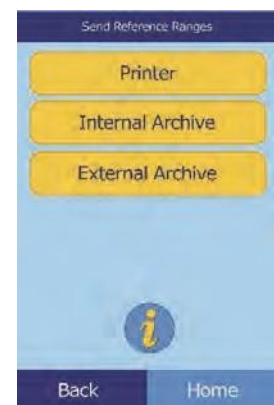 Send Reference Ranges
Printer
Internal Archive
External Archive
i
Back
Home